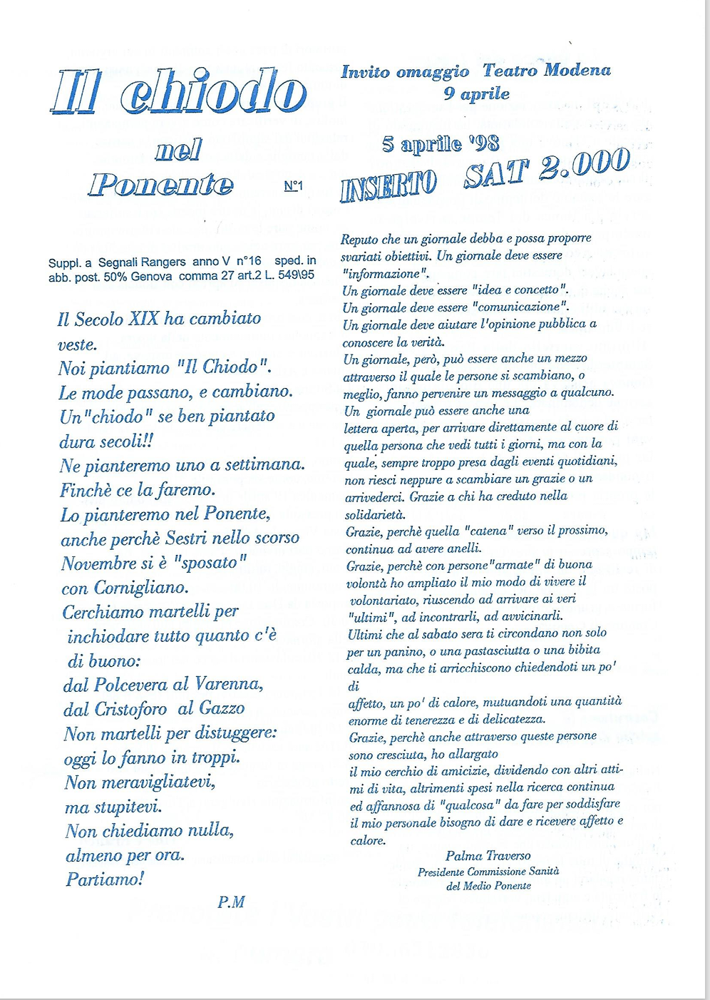 Il chiodo
nel
Ponente
N°1
Suppl. a Segnali Rangers anno V n°16 sped. in
abb. post. 50% Genova comma 27 art.2 L. 549\95
Il Secolo XIX ha cambiato
veste.
Noi piantiamo "Il Chiodo".
Le mode passano, e cambiano.
Un"chiodo" se ben piantato
dura secoli!!
Ne pianteremo uno a settimana.
Finchè ce la faremo.
Lo pianteremo nel Ponente,
anche perchè Sestri nello scorso
Novembre si è "sposato"
con Cornigliano.
Cerchiamo martelli per
inchiodare tutto quanto c'è
di buono:
dal Polcevera al Varenna,
dal Cristoforo al Gazzo
Non martelli per distuggere:
oggi lo fanno in troppi.
Non meravigliatevi,
ma stupitevi.
Non chiediamo nulla,
almeno per ora.
Partiamo!
P.M
Invito omaggio Teatro Modena
9 aprile
5 aprile '98
INSERTO SAT 2.000
Reputo che un giornale debba e possa proporre
svariati obiettivi. Un giornale deve essere
"informazione".
Un giornale deve essere "idea e concetto".
Un giornale deve essere "comunicazione".
Un giornale deve aiutare l'opinione pubblica a
conoscere la verità.
Un giornale, però, può essere anche un mezzo
attraverso il quale le persone si scambiano, o
meglio, fanno pervenire un messaggio a qualcuno.
Un giornale può essere anche una
lettera aperta, per arrivare direttamente al cuore di
quella persona che vedi tutti i giorni, ma con la
quale, sempre troppo presa dagli eventi quotidiani,
non riesci neppure a scambiare un grazie o un
arrivederci. Grazie a chi ha creduto nella
solidarietà.
Grazie, perchè quella "catena" verso il prossimo,
continua ad avere anelli.
Grazie, perchè con persone"armate" di buona
volontà ho ampliato il mio modo di vivere il
volontariato, riuscendo ad arrivare ai veri
"ultimi", ad incontrarli, ad avvicinarli.
Ultimi che al sabato sera ti circondano non solo
per un panino, o una pastasciutta o una bibita
calda, ma che ti arricchiscono chiedendoti un po'
di
affetto, un po' di calore, mutuandoti una quantità
enorme di tenerezza e di delicatezza.
Grazie, perchè anche attraverso queste persone
sono cresciuta, ho allargato
il mio cerchio di amicizie, dividendo con altri atti-
mi di vita, altrimenti spesi nella ricerca continua
ed affannosa di "qualcosa" da fare per soddisfare
il mio personale bisogno di dare e ricevere affetto e
calore.
Palma Traverso
Presidente Commissione Sanità
del Medio Ponente